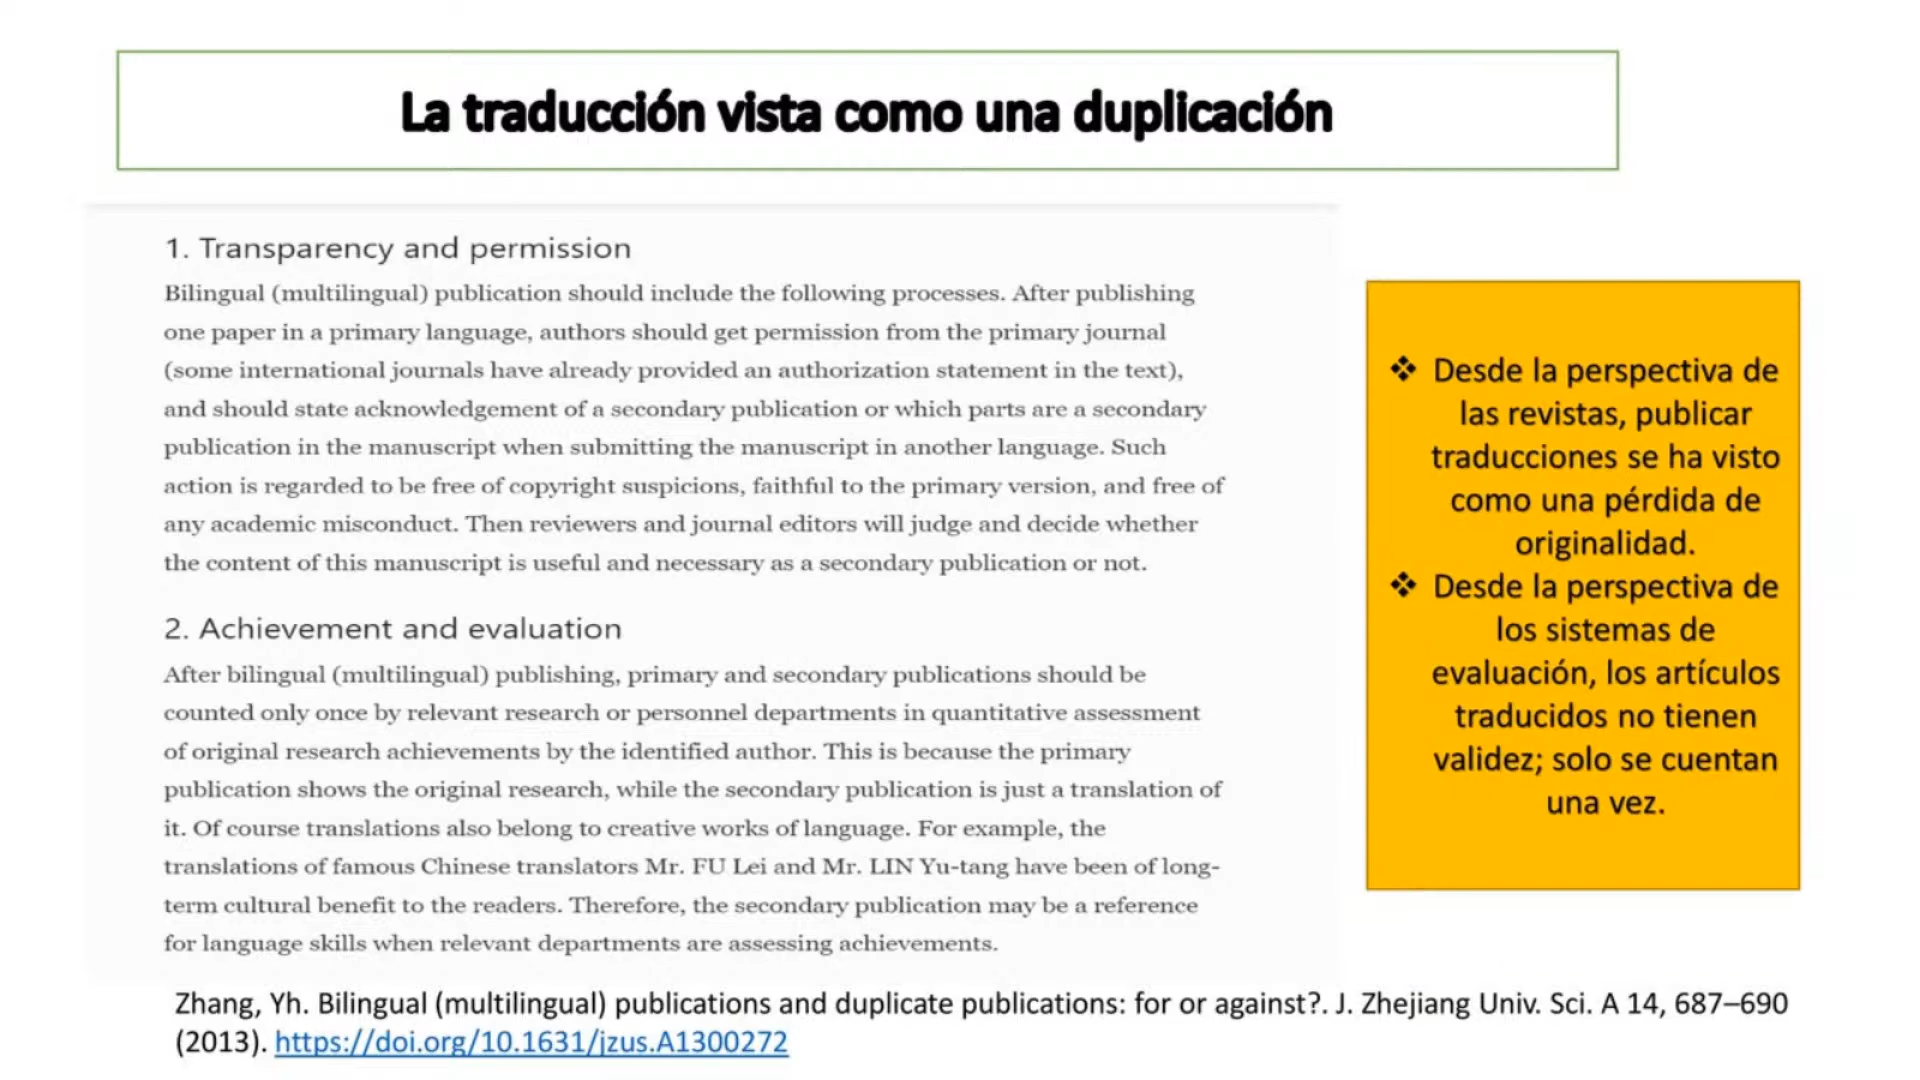 La traducción vista como una duplicación
1. Transparency and permission
Bilingual (multilingual) publication should include the following processes. After publishing
one paper in a primary language, authors should get permission from the primary journal
(some international journals have already provided an authorization statement in the text),
and should state acknowledgement of a secondary publication or which parts are a secondary
publication in the manuscript when submitting the manuscript in another language. Such
action is regarded to be free of copyright suspicions, faithful to the primary version, and free of
any academic misconduct. Then reviewers and journal editors will judge and decide whether
the content of this manuscript is useful and necessary as a secondary publication or not.
2. Achievement and evaluation
After bilingual (multilingual) publishing, primary and secondary publications should be
counted only once by relevant research or personnel departments in quantitative assessment
of original research achievements by the identified author. This is because the primary
publication shows the original research, while the secondary publication is just a translation of
it. Of course translations also belong to creative works of language. For example, the
translations of famous Chinese translators Mr. FU Lei and Mr. LIN Yu-tang have been of long-
term cultural benefit to the readers. Therefore, the secondary publication may be a reference
for language skills when relevant departments are assessing achievements.
❖ Desde la perspectiva de
las revistas, publicar
traducciones se ha visto
como una pérdida de
originalidad.
❖ Desde la perspectiva de
los sistemas de
evaluación, los artículos
traducidos no tienen
validez; solo se cuentan
una vez.
Zhang, Yh. Bilingual (multilingual) publications and duplicate publications: for or against?. J. Zhejiang Univ. Sci. A 14, 687–690
(2013). https://doi.org/10.1631/jzus.A1300272